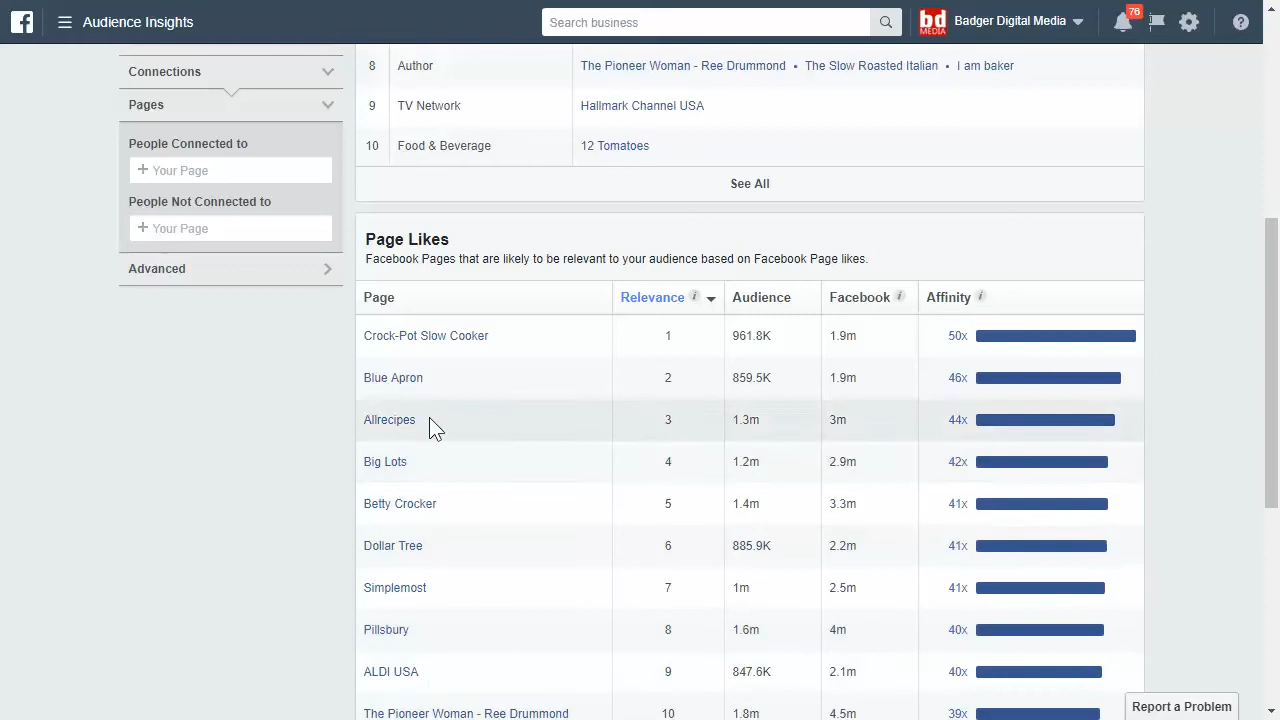 Audience Insights
Search business
bd MEDIA
Badger Digital Media
76
Connections
Pages
People Connected to
+ Your Page
People Not Connected to
+ Your Page
Advanced
8 Author The Pioneer Woman - Ree Drummond • The Slow Roasted Italian • I am baker
9 TV Network Hallmark Channel USA
10 Food & Beverage 12 Tomatoes
See All
Page Likes
Facebook Pages that are likely to be relevant to your audience based on Facebook Page likes.
Page Relevance Audience Facebook Affinity
Crock-Pot Slow Cooker 1 961.8K 1.9m 50x
Blue Apron 2 859.5K 1.9m 46x
Allrecipes 3 1.3m 3m 44x
Big Lots 4 1.2m 2.9m 42x
Betty Crocker 5 1.4m 3.3m 41x
Dollar Tree 6 885.9K 2.2m 41x
Simplemost 7 1m 2.5m 41x
Pillsbury 8 1.6m 4m 40x
ALDI USA 9 847.6K 2.1m 40x
The Pioneer Woman - Ree Drummond 10 1.8m 4.5m 39x
Report a Problem